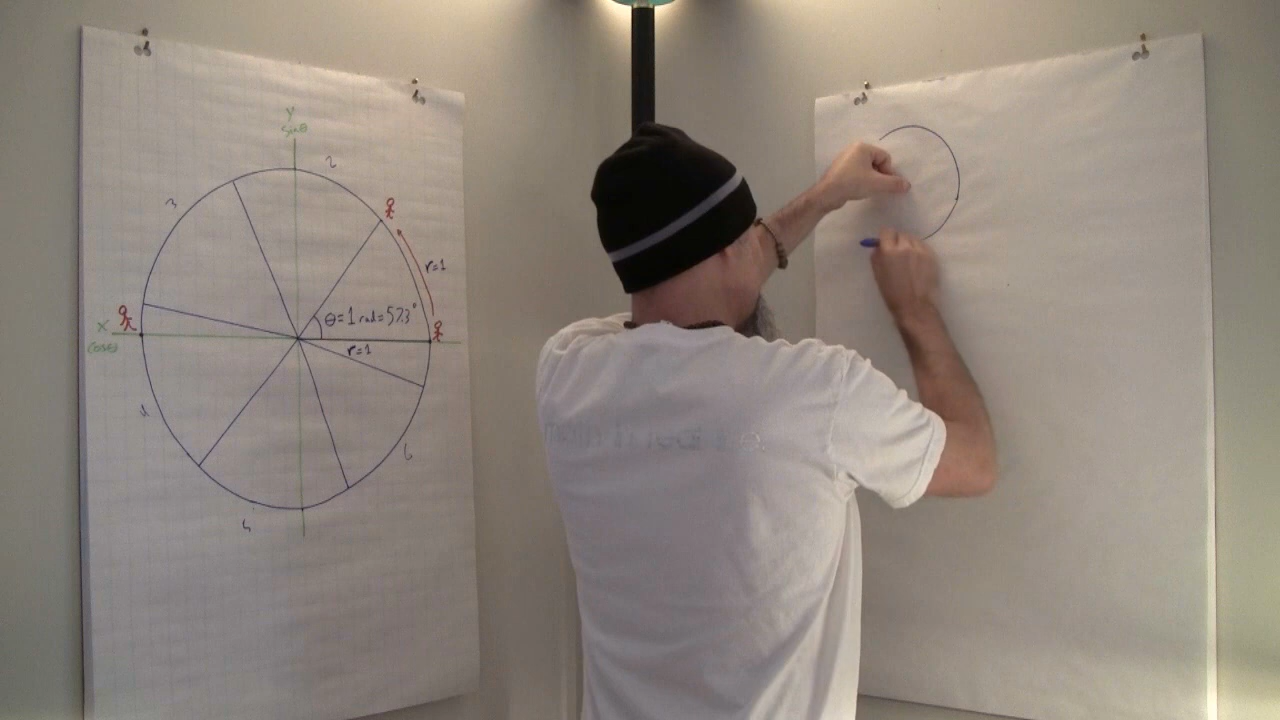 Y
sinθ
2
3
r=1
θ=1 rad=57.3°
X
cosθ
r=1
4
6
5